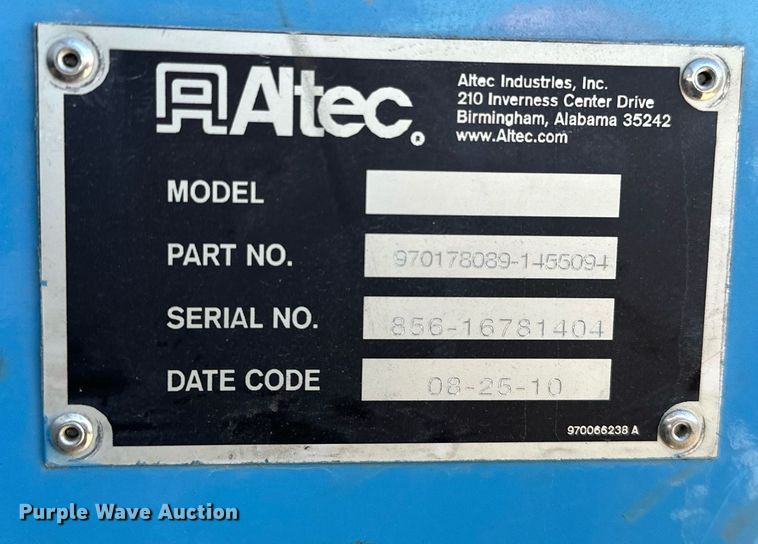 Altec®
Altec Industries, Inc.
210 Inverness Center Drive
Birmingham, Alabama 35242
www.Altec.com
MODEL
PART NO. 970178089-1455094
SERIAL NO. 856-16781404
DATE CODE 08-25-10
970066238 A
Purple Wave Auction